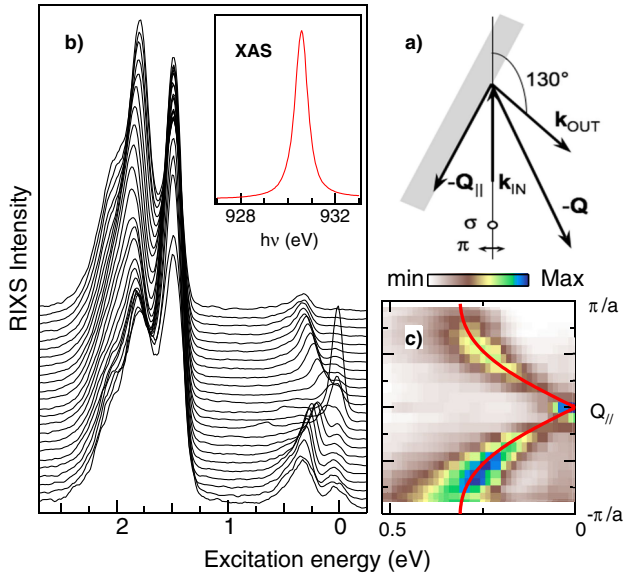 b)
XAS
928
932
hν (eV)
RIXS Intensity
2
1
0
Excitation energy (eV)
a)
130°
k_OUT
-Q_||
k_IN
-Q
σ
π
min
Max
c)
π/a
Q_//
-π/a
0.5
0